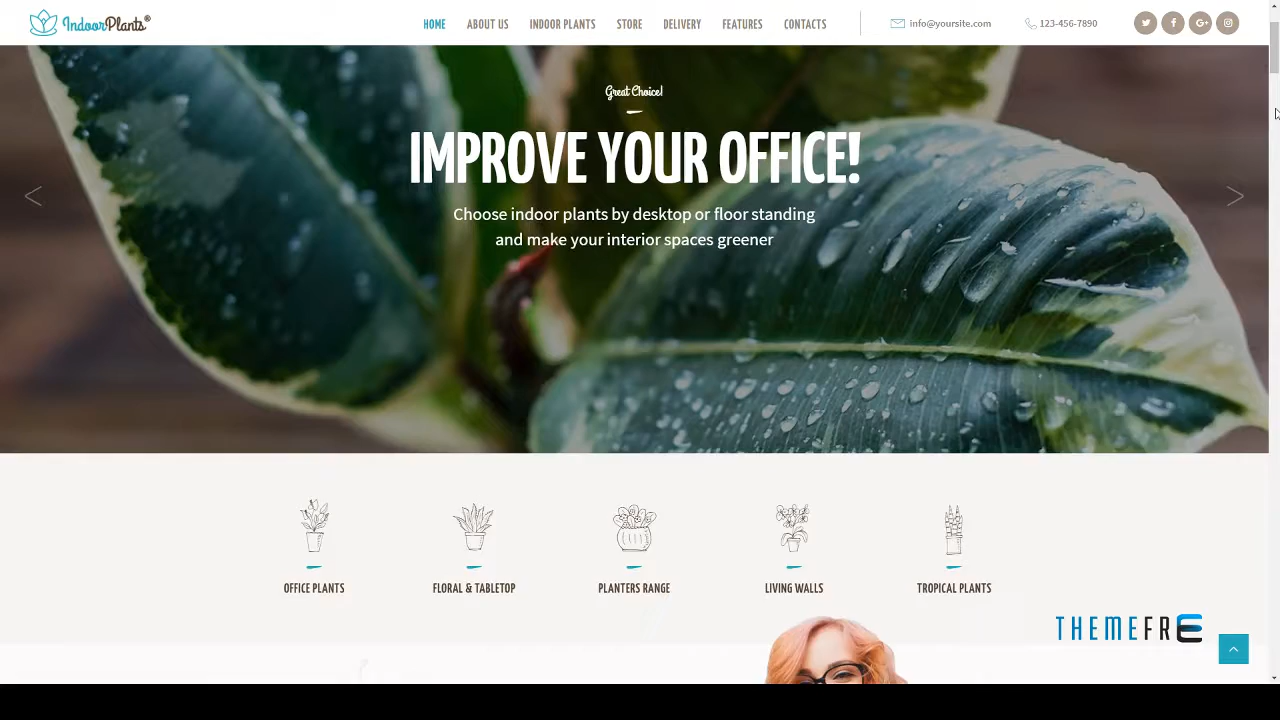 IndoorPlants®
HOME ABOUT US INDOOR PLANTS STORE DELIVERY FEATURES CONTACTS
info@yoursite.com
123-456-7890
Great Choice!
IMPROVE YOUR OFFICE!
Choose indoor plants by desktop or floor standing
and make your interior spaces greener
OFFICE PLANTS
FLORAL & TABLETOP
PLANTERS RANGE
LIVING WALLS
TROPICAL PLANTS
THEMEFRE